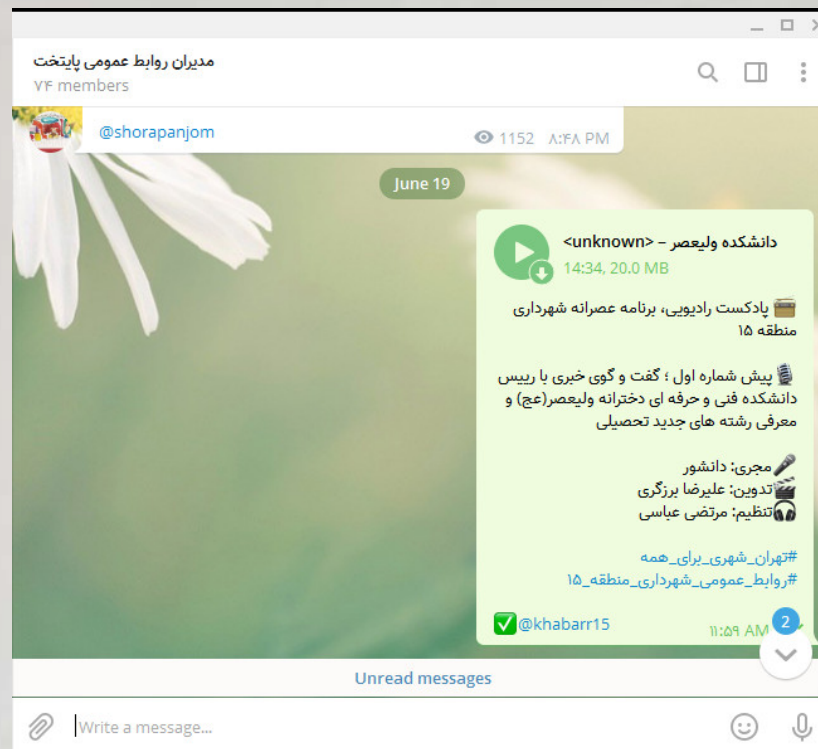 مدیران روابط عمومی پایتخت
۷۴ members
@shorapanjom
1152 ۸:۴۸ PM
June 19
دانشکده ولیعصر – <unknown>
14:34, 20.0 MB
پادکست رادیویی، برنامه عصرانه شهرداری
منطقه ۱۵
پیش شماره اول ؛ گفت و گوی خبری با رییس
دانشکده فنی و حرفه ای دخترانه ولیعصر(عج) و
معرفی رشته های جدید تحصیلی
مجری: دانشور
تدوین: علیرضا برزگری
تنظیم: مرتضی عباسی
#تهران_شهری_برای_همه
#روابط_عمومی_شهرداری_منطقه_۱۵
@khabarr15
۱۱:۵۹ AM
2
Unread messages
Write a message...